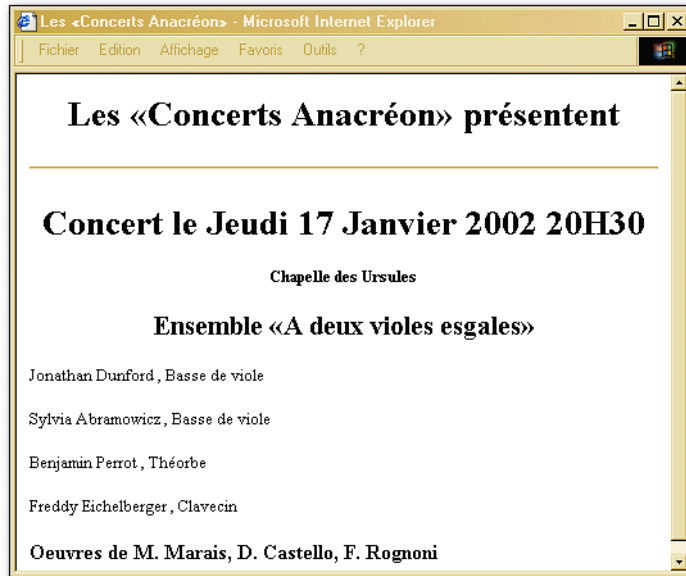 Les «Concerts Anacréon» - Microsoft Internet Explorer
Fichier Edition Affichage Favoris Outils ?
Les «Concerts Anacréon» présentent
Concert le Jeudi 17 Janvier 2002 20H30
Chapelle des Ursules
Ensemble «A deux violes esgales»
Jonathan Dunford , Basse de viole
Sylvia Abramowicz , Basse de viole
Benjamin Perrot , Théorbe
Freddy Eichelberger , Clavecin
Oeuvres de M. Marais, D. Castello, F. Rognoni